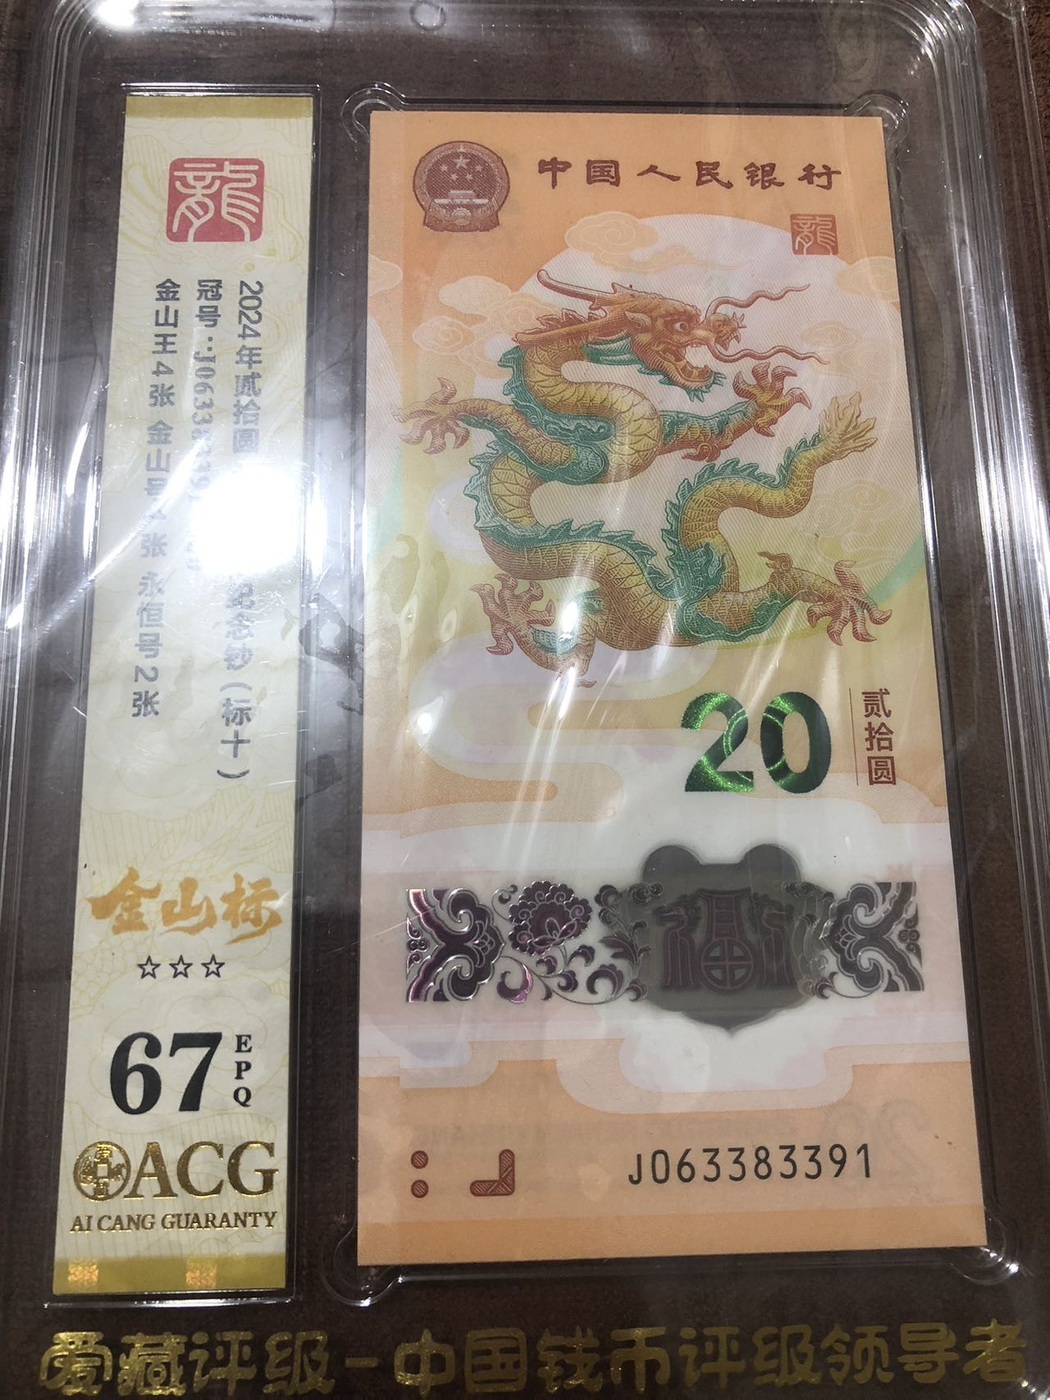 龍
2024年贰拾圆
纪念钞(标十)
冠号:J0633
金山王4张 金山号
张 永恒号2张
金山标
☆☆☆
67
EPQ
ACG
AI CANG GUARANTY
中国人民银行
龍
20
贰拾圆
J063383391
爱藏评级-中国钱币评级领导者